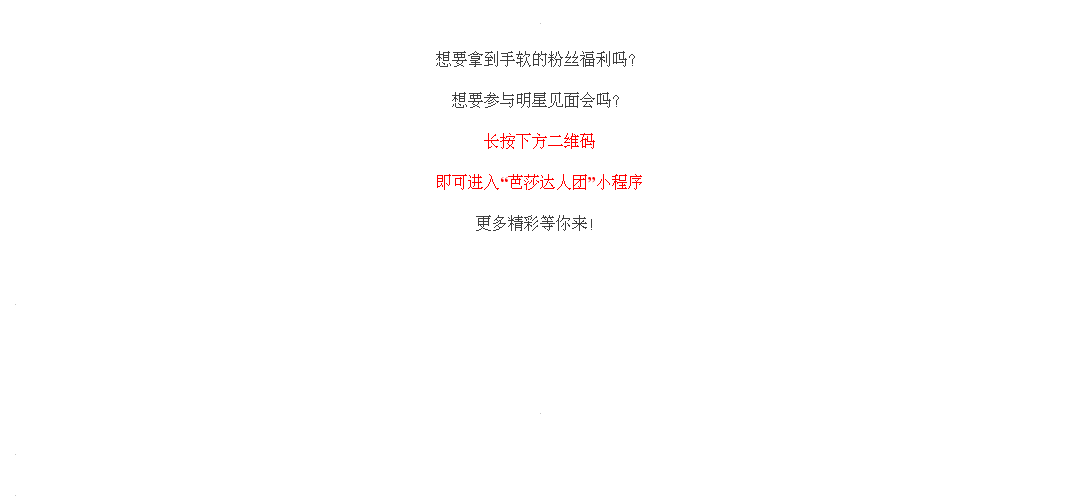 想要拿到手软的粉丝福利吗?
想要参与明星见面会吗?
长按下方二维码
即可进入“芭莎达人团”小程序
更多精彩等你来!